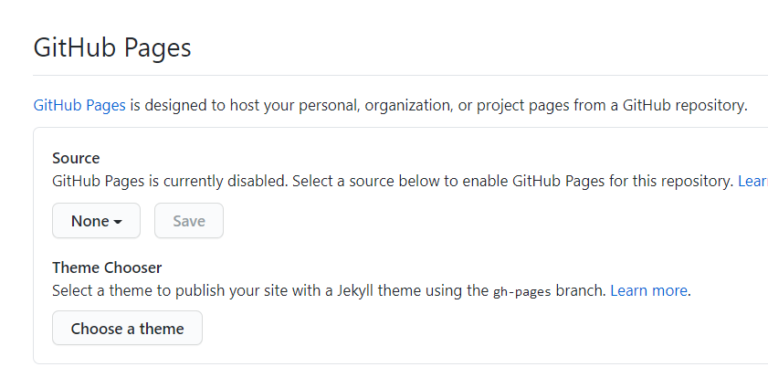 GitHub Pages
GitHub Pages is designed to host your personal, organization, or project pages from a GitHub repository.
Source
GitHub Pages is currently disabled. Select a source below to enable GitHub Pages for this repository.
None Save
Theme Chooser
Select a theme to publish your site with a Jekyll theme using the gh-pages branch. Learn more.
Choose a theme